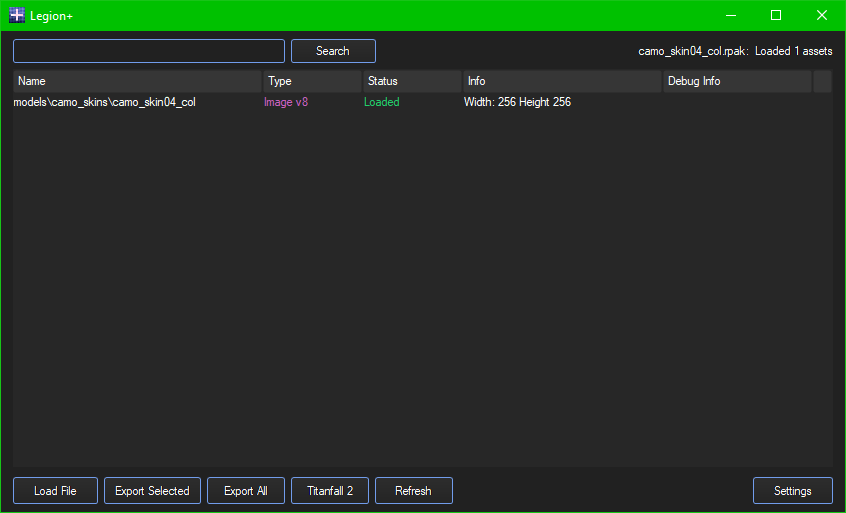 Legion+
Search
camo_skin04_col.rpak: Loaded 1 assets
Name Type Status Info Debug Info
models\camo_skins\camo_skin04_col Image v8 Loaded Width: 256 Height 256
Load File Export Selected Export All Titanfall 2 Refresh Settings